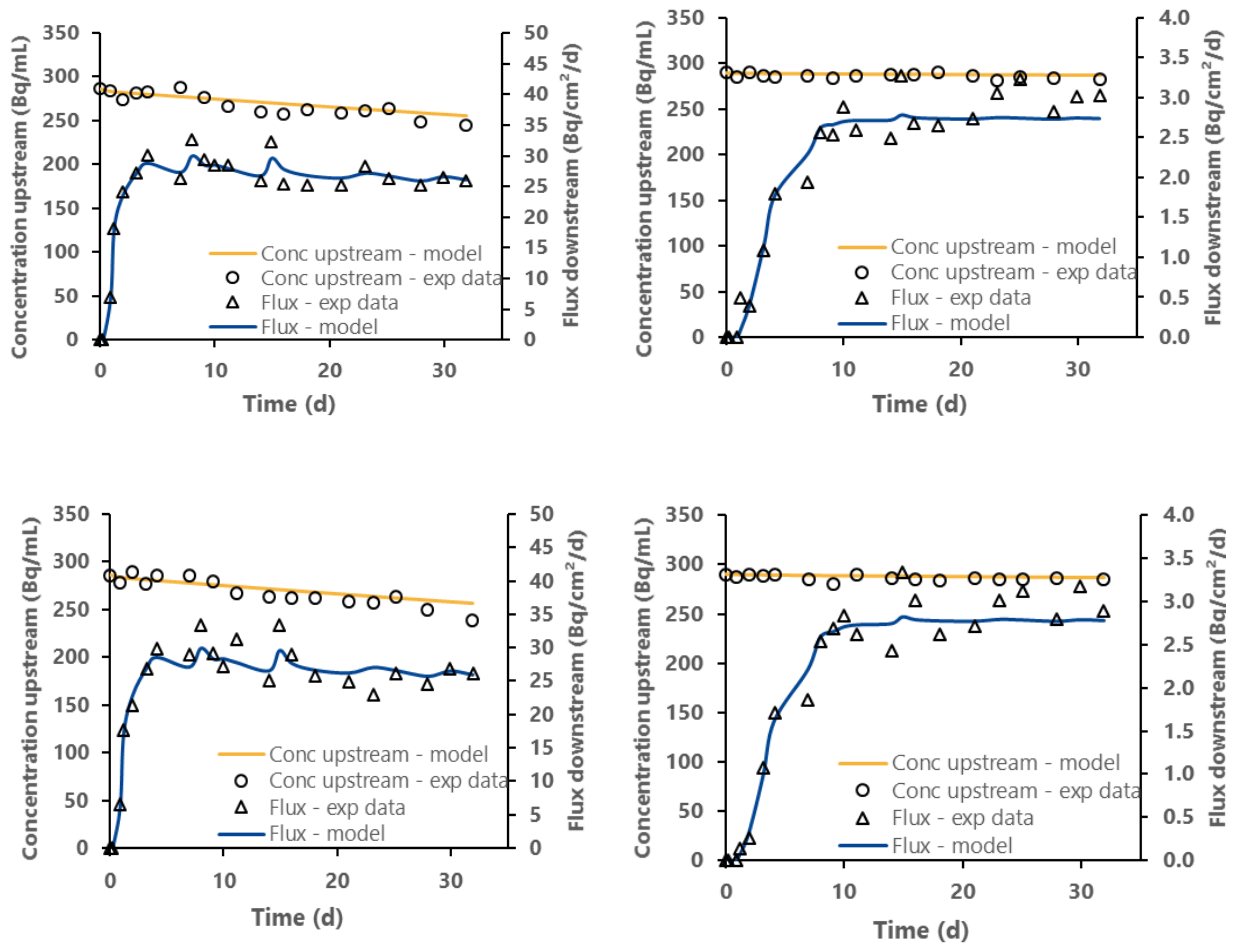 350
300
250
200
150
100
50
0
Concentration upstream (Bq/mL)
50
45
40
35
30
25
20
15
10
5
0
Flux downstream (Bq/cm²/d)
Conc upstream - model
Conc upstream - exp data
Flux - exp data
Flux - model
0 10 20 30
Time (d)
350
300
250
200
150
100
50
0
Concentration upstream (Bq/mL)
4.0
3.5
3.0
2.5
2.0
1.5
1.0
0.5
0.0
Flux downstream (Bq/cm²/d)
Conc upstream - model
Conc upstream - exp data
Flux - exp data
Flux - model
0 10 20 30
Time (d)
350
300
250
200
150
100
50
0
Concentration upstream (Bq/mL)
50
45
40
35
30
25
20
15
10
5
0
Flux downstream (Bq/cm²/d)
Conc upstream - model
Conc upstream - exp data
Flux - exp data
Flux - model
0 10 20 30
Time (d)
350
300
250
200
150
100
50
0
Concentration upstream (Bq/mL)
4.0
3.5
3.0
2.5
2.0
1.5
1.0
0.5
0.0
Flux downstream (Bq/cm²/d)
Conc upstream - model
Conc upstream - exp data
Flux - exp data
Flux - model
0 10 20 30
Time (d)